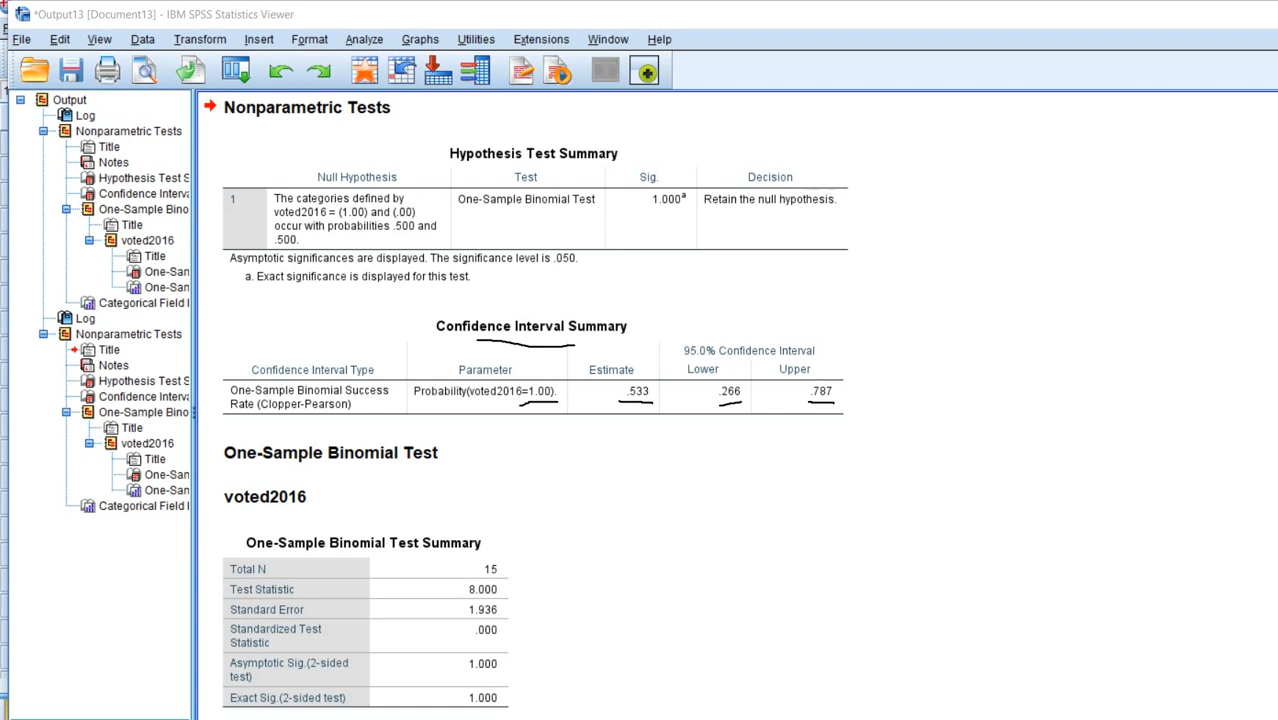 *Output13 [Document13] - IBM SPSS Statistics Viewer
File Edit View Data Transform Insert Format Analyze Graphs Utilities Extensions Window Help
Output
Log
Nonparametric Tests
Title
Notes
Hypothesis Test S
Confidence Interva
One-Sample Bino
Title
voted2016
Title
One-San
One-San
Categorical Field I
Log
Nonparametric Tests
Title
Notes
Hypothesis Test S
Confidence Interva
One-Sample Bino
Title
voted2016
Title
One-San
One-San
Categorical Field I
Nonparametric Tests
Hypothesis Test Summary
Null Hypothesis Test Sig. Decision
1 The categories defined by One-Sample Binomial Test 1.000a Retain the null hypothesis.
voted2016 = (1.00) and (.00)
occur with probabilities .500 and
.500.
Asymptotic significances are displayed. The significance level is .050.
a. Exact significance is displayed for this test.
Confidence Interval Summary
95.0% Confidence Interval
Confidence Interval Type Parameter Estimate Lower Upper
One-Sample Binomial Success Probability(voted2016=1.00). .533 .266 .787
Rate (Clopper-Pearson)
One-Sample Binomial Test
voted2016
One-Sample Binomial Test Summary
Total N 15
Test Statistic 8.000
Standard Error 1.936
Standardized Test .000
Statistic
Asymptotic Sig.(2-sided 1.000
test)
Exact Sig.(2-sided test) 1.000